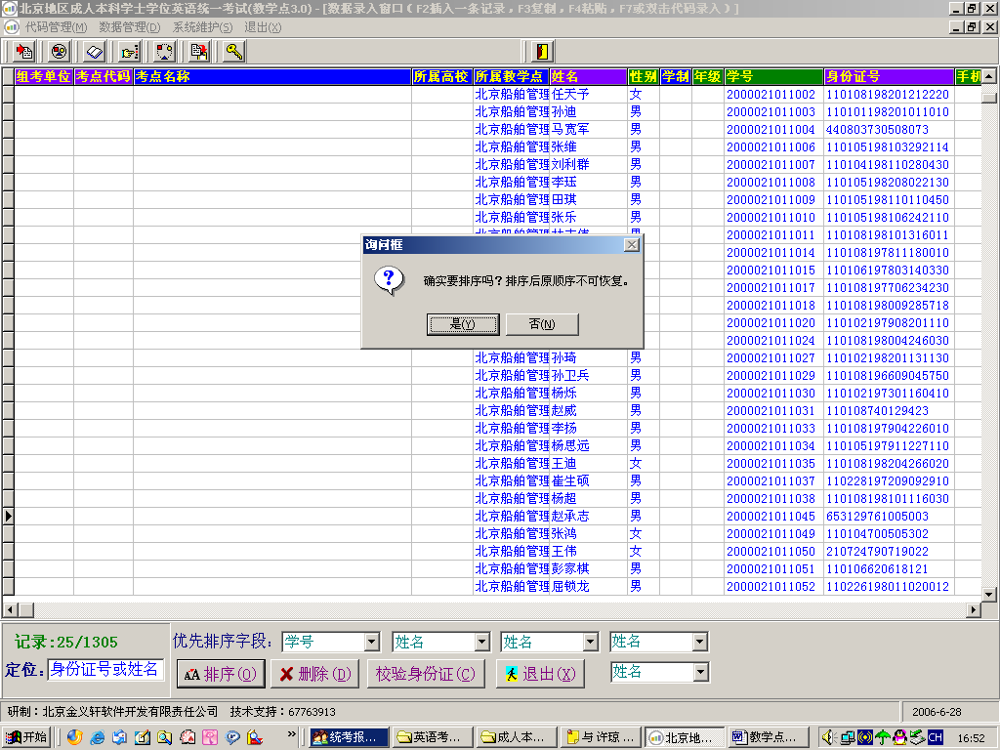 北京地区成人本科学士学位英语统一考试(教学点3.0) - [数据录入窗口(F2插入一条记录,F3复制,F4粘贴,F7或双击代码录入)]
代码管理(M) 数据管理(D) 系统维护(S) 退出(X)
组考单位 考点代码 考点名称 所属高校 所属教学点 姓名 性别 学制 年级 学号 身份证号 手机
北京船舶管理 任天予 女 2000021011002 110108198201212220
北京船舶管理 孙迪 男 2000021011003 110101198201011010
北京船舶管理 马宽军 男 2000021011004 440803730508073
北京船舶管理 张维 男 2000021011006 110105198103292114
北京船舶管理 刘利群 男 2000021011007 110104198110280430
北京船舶管理 李珏 男 2000021011008 110105198208022130
北京船舶管理 田琪 男 2000021011009 110105198110110450
北京船舶管理 张乐 男 2000021011010 110105198106242110
2000021011011 110108198101316011
2000021011014 110108197811180010
2000021011015 110106197803140330
2000021011017 110108197706234230
2000021011018 110108198009285718
2000021011020 110102197908201110
2000021011024 110108198004246030
询问框
确实要排序吗?排序后原顺序不可恢复。
是(Y) 否(N)
北京船舶管理 孙琦 男 2000021011027 110102198201131130
北京船舶管理 孙卫兵 男 2000021011029 110108196609045750
北京船舶管理 杨烁 男 2000021011030 110102197301160410
北京船舶管理 赵威 男 2000021011031 110108740129423
北京船舶管理 李扬 男 2000021011033 110108197904226010
北京船舶管理 杨思远 男 2000021011034 110105197911227110
北京船舶管理 王迪 女 2000021011035 110108198204266020
北京船舶管理 崔生硕 男 2000021011037 110228197209092910
北京船舶管理 杨超 男 2000021011038 110108198101116030
北京船舶管理 赵承志 男 2000021011045 653129761005003
北京船舶管理 张鸿 女 2000021011049 110104700505302
北京船舶管理 王伟 女 2000021011050 210724790719022
北京船舶管理 彭家棋 男 2000021011051 110106620618121
北京船舶管理 屈锁龙 男 2000021011052 110226198011020012
记录:25/1305 优先排序字段: 学号 姓名 姓名 姓名
定位: 身份证号或姓名 排序(O) 删除(D) 校验身份证(C) 退出(X) 姓名
研制:北京金义轩软件开发有限责任公司 技术支持:67763913 2006-6-28
开始 » 统考报... 英语考... 成人本... 与 许琼 ... 北京地... 教学点... CH 16:52